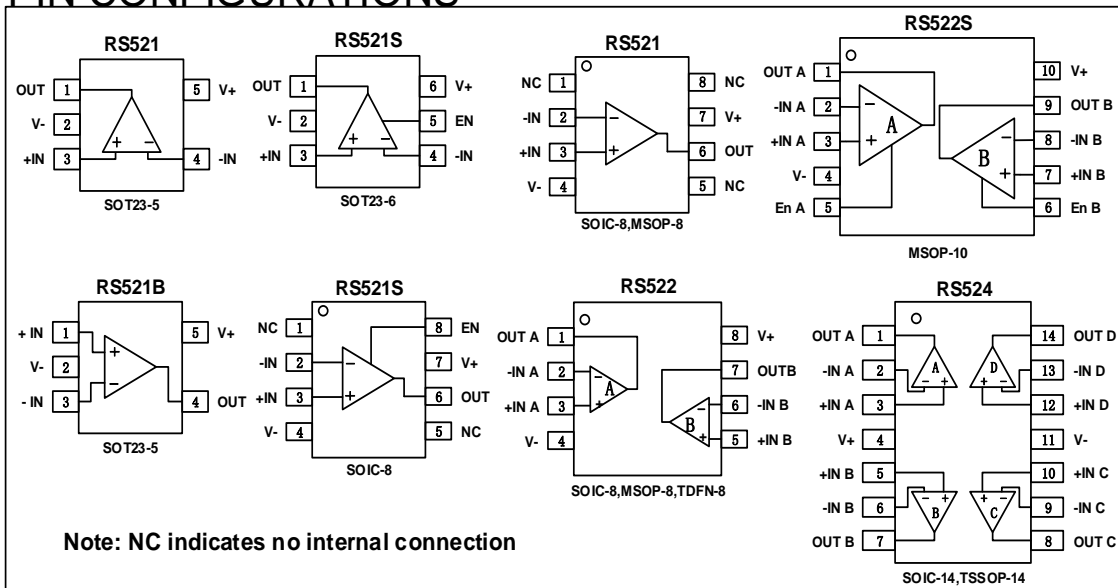 PIN CONFIGURATIONS
RS521
OUT 1 5 V+
V- 2
+IN 3 4 -IN
+ −
SOT23-5
RS521S
OUT 1 6 V+
V- 2 5 EN
+IN 3 4 -IN
+ −
SOT23-6
RS521
NC 1 8 NC
-IN 2 − 7 V+
+IN 3 + 6 OUT
V- 4 5 NC
SOIC-8,MSOP-8
RS522S
OUT A 1 10 V+
-IN A 2 − 9 OUT B
A
+IN A 3 + − 8 -IN B
B
V- 4 + 7 +IN B
En A 5 6 En B
MSOP-10
RS521B
+ IN 1 + 5 V+
V- 2
- IN 3 − 4 OUT
SOT23-5
RS521S
NC 1 8 EN
-IN 2 − 7 V+
+IN 3 + 6 OUT
V- 4 5 NC
SOIC-8
RS522
OUT A 1 8 V+
-IN A 2 − 7 OUTB
A
+IN A 3 + − 6 -IN B
B
V- 4 + 5 +IN B
SOIC-8,MSOP-8,TDFN-8
RS524
OUT A 1 14 OUT D
A D
-IN A 2 − + + − 13 -IN D
+IN A 3 12 +IN D
V+ 4 11 V-
+IN B 5 10 +IN C
-IN B 6 − + + − 9 -IN C
B C
OUT B 7 8 OUT C
SOIC-14,TSSOP-14
Note: NC indicates no internal connection